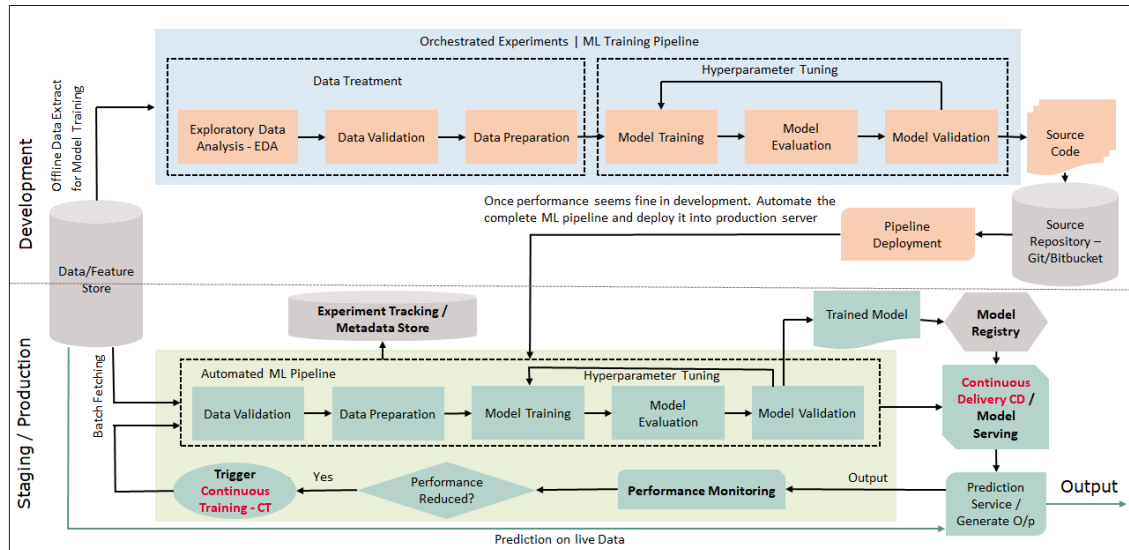 Orchestrated Experiments | ML Training Pipeline
Data Treatment
Hyperparameter Tuning
Development
Offline Data Extract
for Model Training
Exploratory Data
Analysis - EDA
Data Validation
Data Preparation
Model Training
Model
Evaluation
Model Validation
Source
Code
Once performance seems fine in development. Automate the
complete ML pipeline and deploy it into production server
Pipeline
Deployment
Source
Repository –
Git/Bitbucket
Data/Feature
Store
Staging / Production
Experiment Tracking /
Metadata Store
Trained Model
Model
Registry
Batch Fetching
Automated ML Pipeline
Hyperparameter Tuning
Data Validation
Data Preparation
Model Training
Model
Evaluation
Model Validation
Continuous
Delivery CD / Model
Serving
Trigger
Continuous
Training - CT
Yes
Performance
Reduced?
Performance Monitoring
Output
Prediction
Service /
Generate O/p
Output
Prediction on live Data